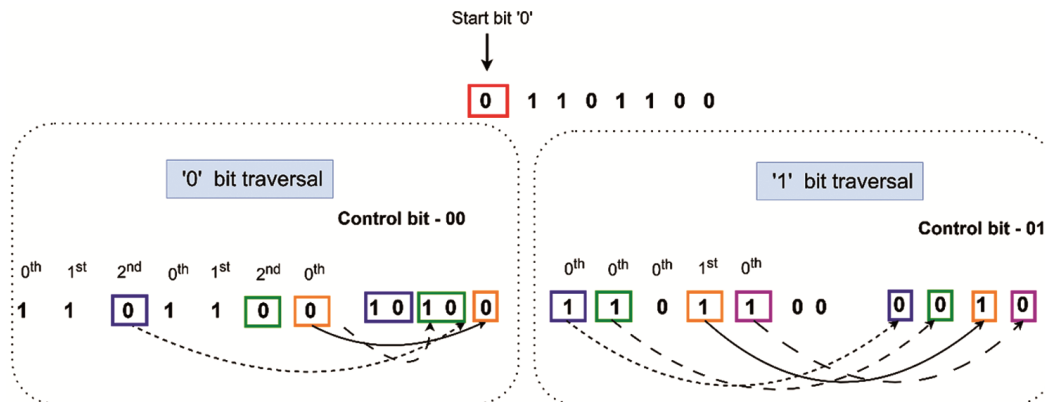 Start bit '0'
0 1 1 0 1 1 0 0
'0' bit traversal
Control bit - 00
0th 1st 2nd 0th 1st 2nd 0th
1 1 0 1 1 0 0 1 0 1 0 0
'1' bit traversal
Control bit - 01
0th 0th 0th 1st 0th
1 1 0 1 1 0 0 0 0 1 0